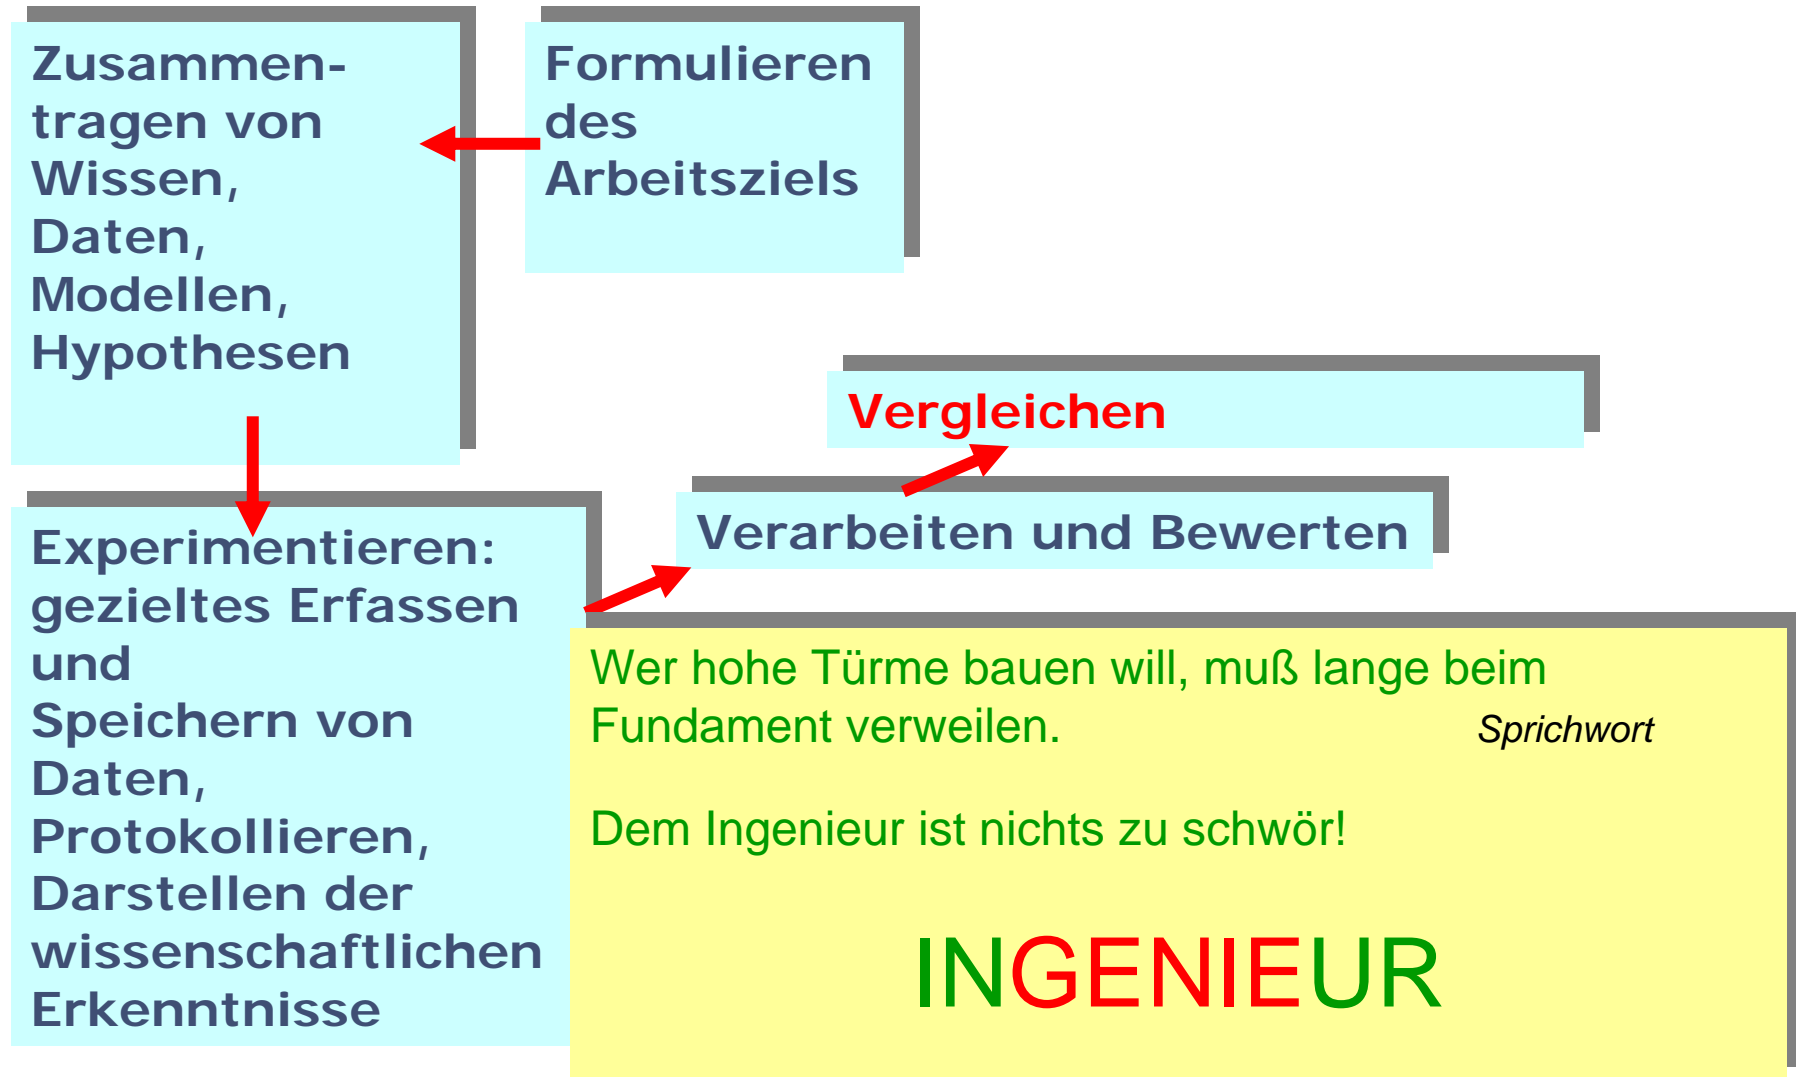 Zusammen-
tragen von
Wissen,
Daten,
Modellen,
Hypothesen
Formulieren
des
Arbeitsziels
Vergleichen
Verarbeiten und Bewerten
Experimentieren:
gezieltes Erfassen
und
Speichern von
Daten,
Protokollieren,
Darstellen der
wissenschaftlichen
Erkenntnisse
Wer hohe Türme bauen will, muß lange beim
Fundament verweilen. Sprichwort
Dem Ingenieur ist nichts zu schwör!
INGENIEUR